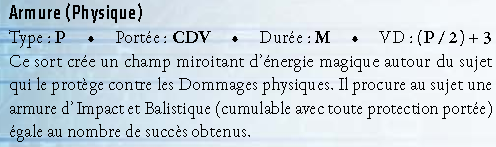 Armure (Physique)
Type : P • Portée : CDV • Durée : M • VD : (P / 2) + 3
Ce sort crée un champ miroitant d'énergie magique autour du sujet
qui le protège contre les Dommages physiques. Il procure au sujet une
armure d'Impact et Balistique (cumulable avec toute protection portée)
égale au nombre de succès obtenus.